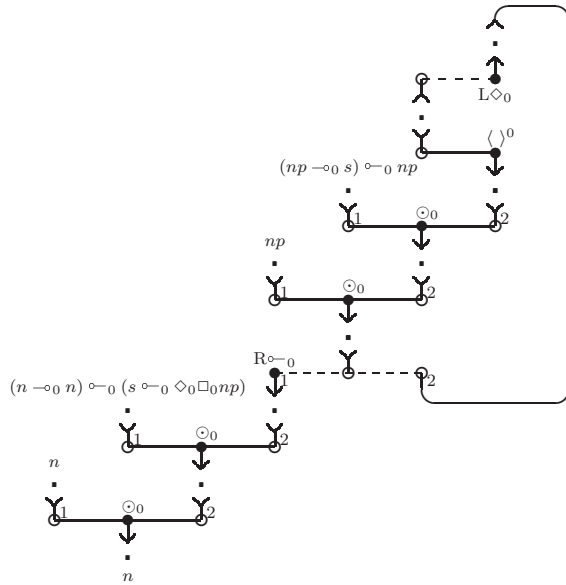 L◇₀
⟨ ⟩⁰
(np ⊸₀ s) ⟜₀ np
⊙₀
1 2
np
⊙₀
1 2
R⟜₀
1 2
(n ⊸₀ n) ⟜₀ (s ⟜₀ ◇₀□₀np)
⊙₀
1 2
n
⊙₀
1 2
n